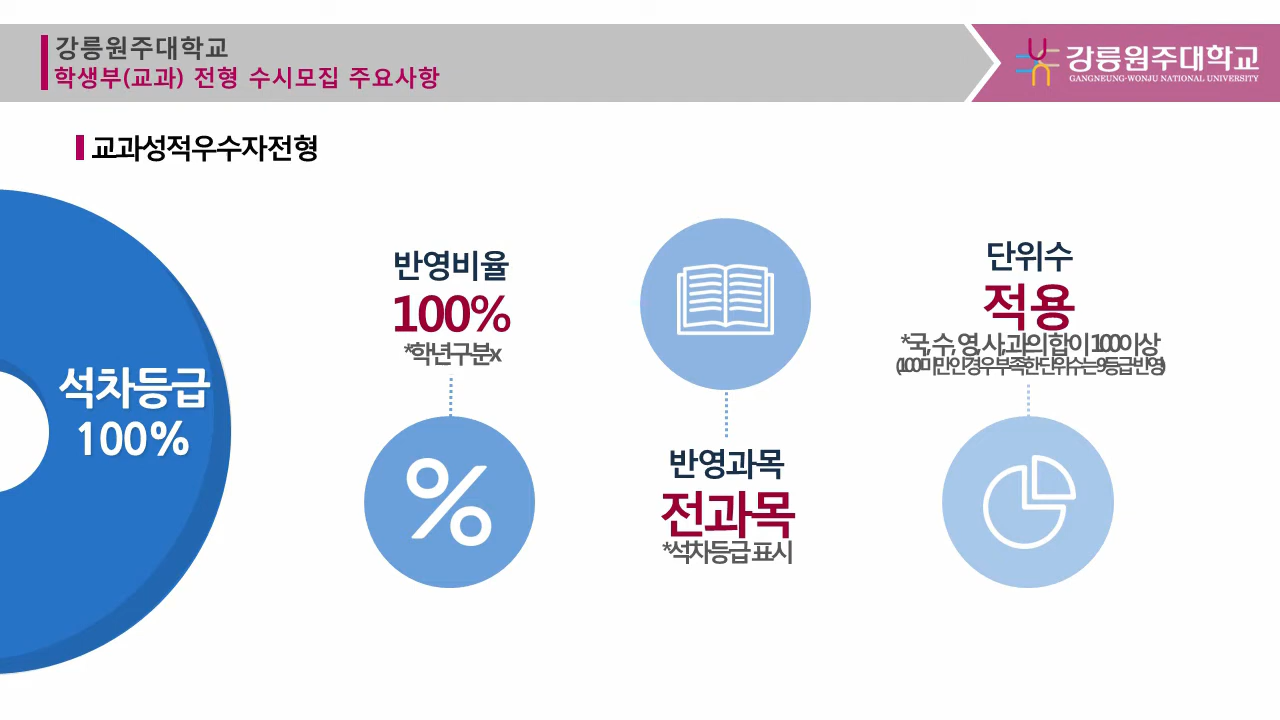 강릉원주대학교
학생부(교과) 전형 수시모집 주요사항
강릉원주대학교
GANGNEUNG-WONJU NATIONAL UNIVERSITY
교과성적우수자전형
석차등급
100%
반영비율
100%
*학년구분x
%
반영과목
전과목
*석차등급 표시
단위수
적용
*국, 수, 영, 사,과의 합이 100이상
(100미만인 경우 부족한 단위수는 9등급 반영)